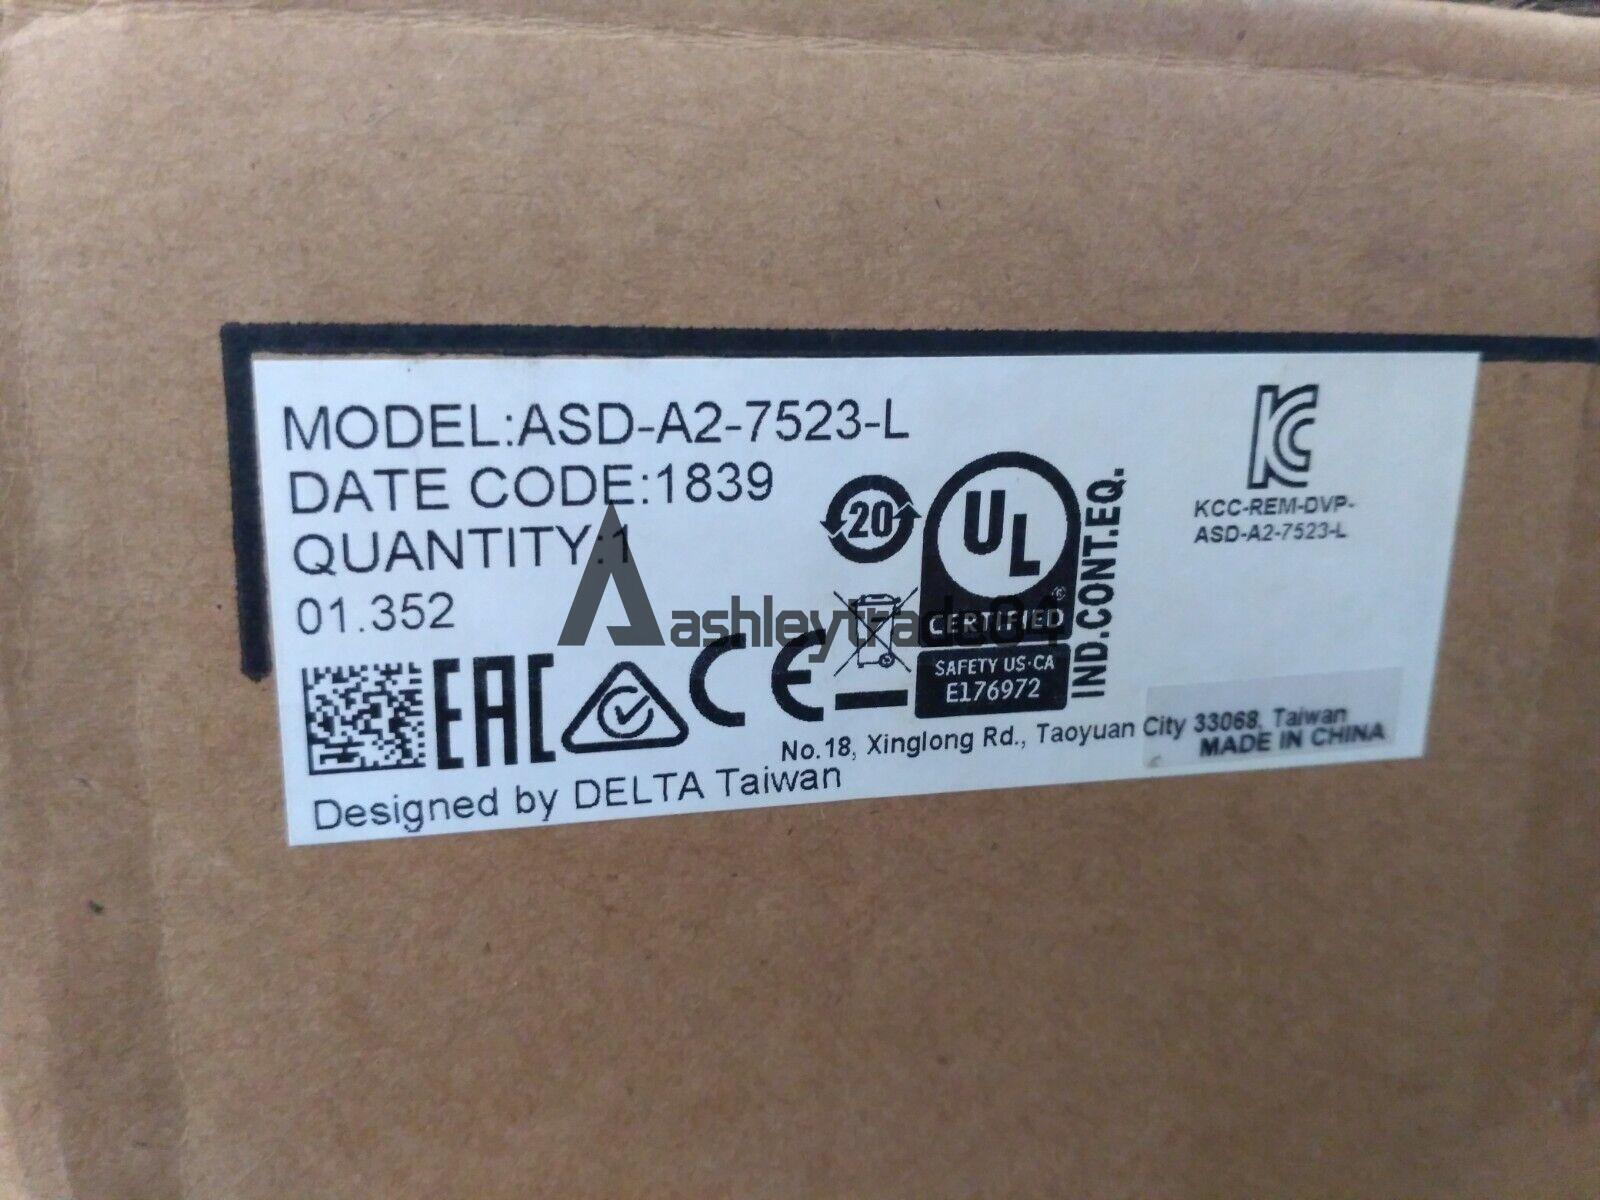 MODEL:ASD-A2-7523-L
DATE CODE:1839
QUANTITY:1
01.352
20
UL
®
CERTIFIED
SAFETY US·CA
E176972
IND.CONT.EQ.
KC
KCC-REM-DVP-
ASD-A2-7523-L
Aashleytrade04
EAC
CE
No.18, Xinglong Rd., Taoyuan City 33068, Taiwan
MADE IN CHINA
Designed by DELTA Taiwan